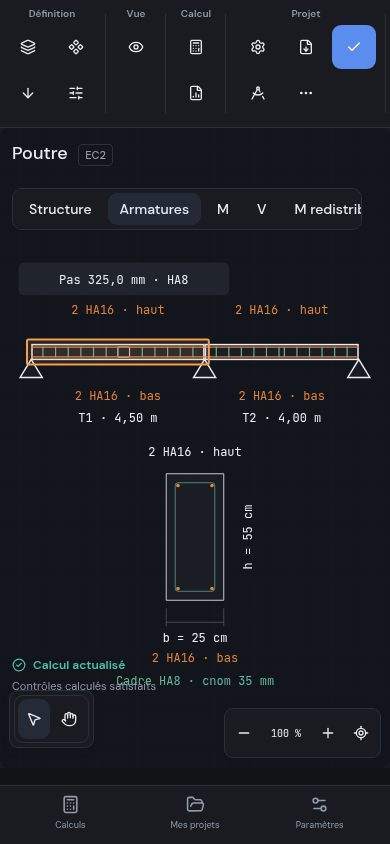 Définition Vue Calcul Projet
Poutre EC2
Structure Armatures M V M redistrib
Pas 325,0 mm · HA8
2 HA16 · haut 2 HA16 · haut
2 HA16 · bas 2 HA16 · bas
T1 · 4,50 m T2 · 4,00 m
2 HA16 · haut
h = 55 cm
b = 25 cm
2 HA16 · bas
Calcul actualisé
Cadre HA8 · cnom 35 mm
Contrôles calculés satisfaits
100 %
Calculs Mes projets Paramètres